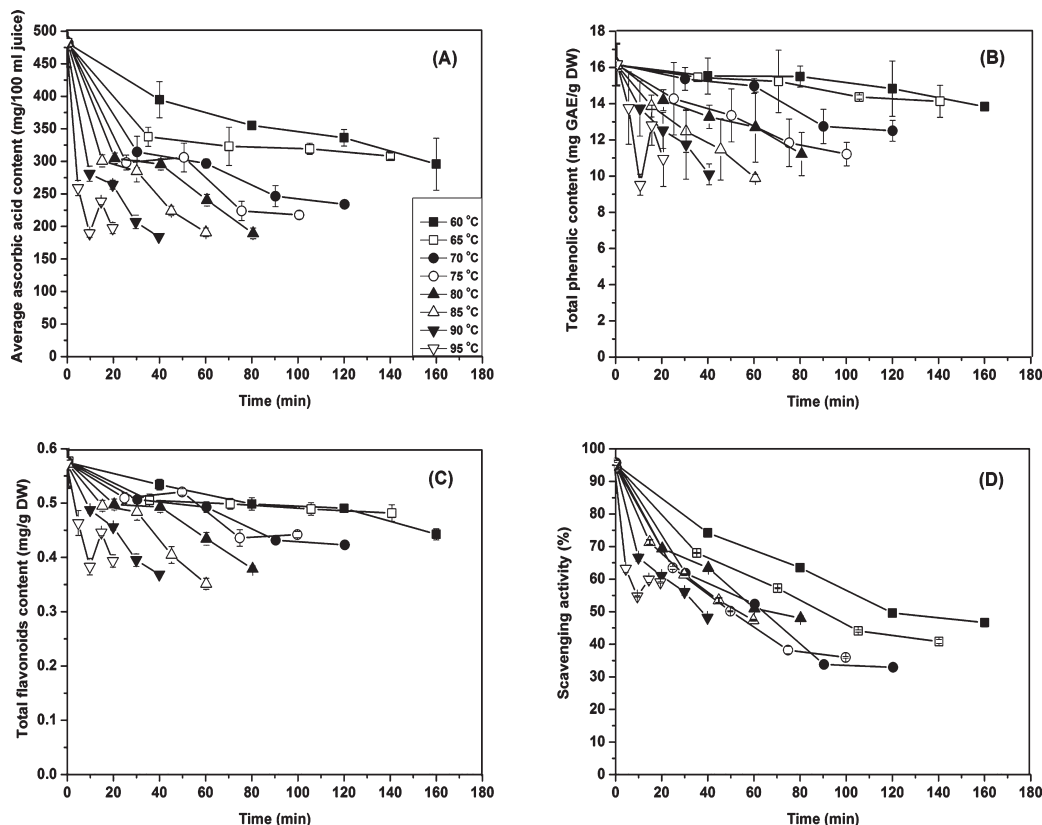 (A)
Average ascorbic acid content (mg/100 ml juice)
500
450
400
350
300
250
200
150
100
50
0
0 20 40 60 80 100 120 140 160 180
Time (min)
60 °C
65 °C
70 °C
75 °C
80 °C
85 °C
90 °C
95 °C
(B)
Total phenolic content (mg GAE/g DW)
18
16
14
12
10
8
6
4
2
0
0 20 40 60 80 100 120 140 160 180
Time (min)
(C)
Total flavonoids content (mg/g DW)
0.6
0.5
0.4
0.3
0.2
0.1
0.0
0 20 40 60 80 100 120 140 160 180
Time (min)
(D)
Scavenging activity (%)
100
90
80
70
60
50
40
30
20
10
0
0 20 40 60 80 100 120 140 160 180
Time (min)